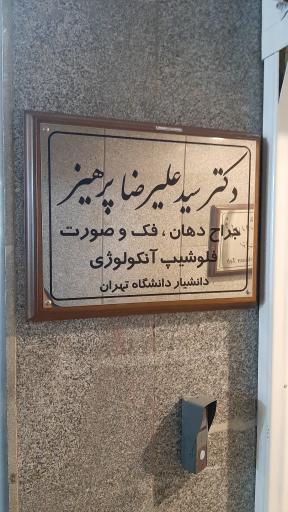 دکتر سید علیرضا پرهیز
جراح دهان ، فک و صورت
فلوشیپ آنکولوژی
دانشیار دانشگاه تهران